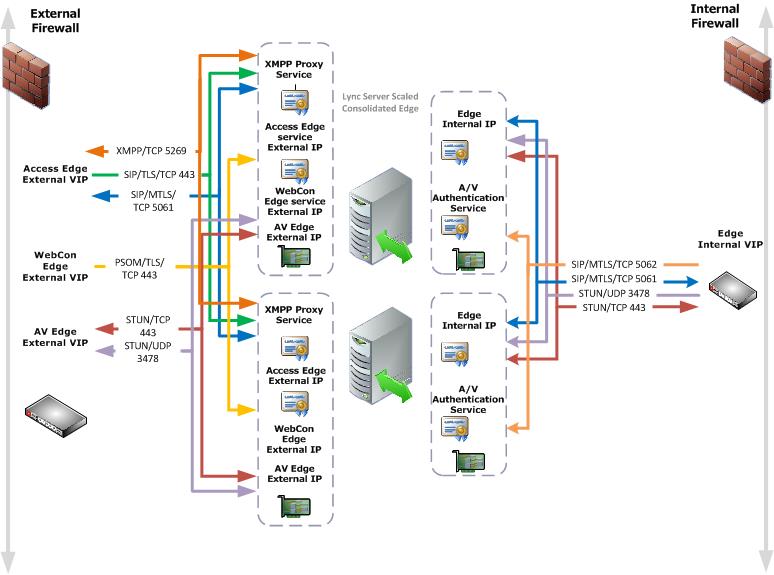 External
Firewall
Internal
Firewall
XMPP Proxy
Service
Access Edge
service
External IP
WebCon
Edge service
External IP
AV Edge
External IP
Lync Server Scaled
Consolidated Edge
Edge
Internal IP
A/V
Authentication
Service
XMPP/TCP 5269
Access Edge
External VIP
SIP/TLS/TCP 443
SIP/MTLS/
TCP 5061
WebCon
Edge
External VIP
PSOM/TLS/
TCP 443
AV Edge
External VIP
STUN/TCP
443
STUN/UDP
3478
XMPP Proxy
Service
Access Edge
External IP
WebCon
Edge
External IP
AV Edge
External IP
Edge
Internal IP
A/V
Authentication
Service
Edge
Internal VIP
SIP/MTLS/TCP 5062
SIP/MTLS/TCP 5061
STUN/UDP 3478
STUN/TCP 443